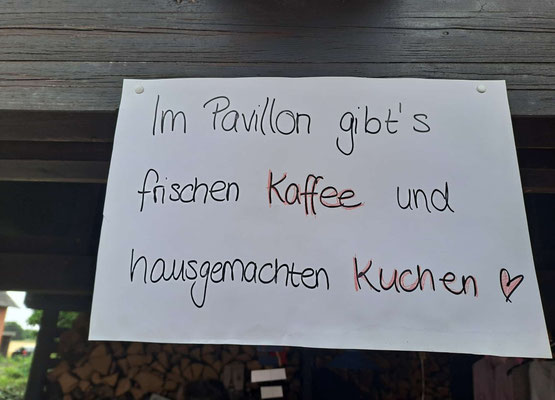 Im Pavillon gibt's
frischen Kaffee und
hausgemachten Kuchen ♡